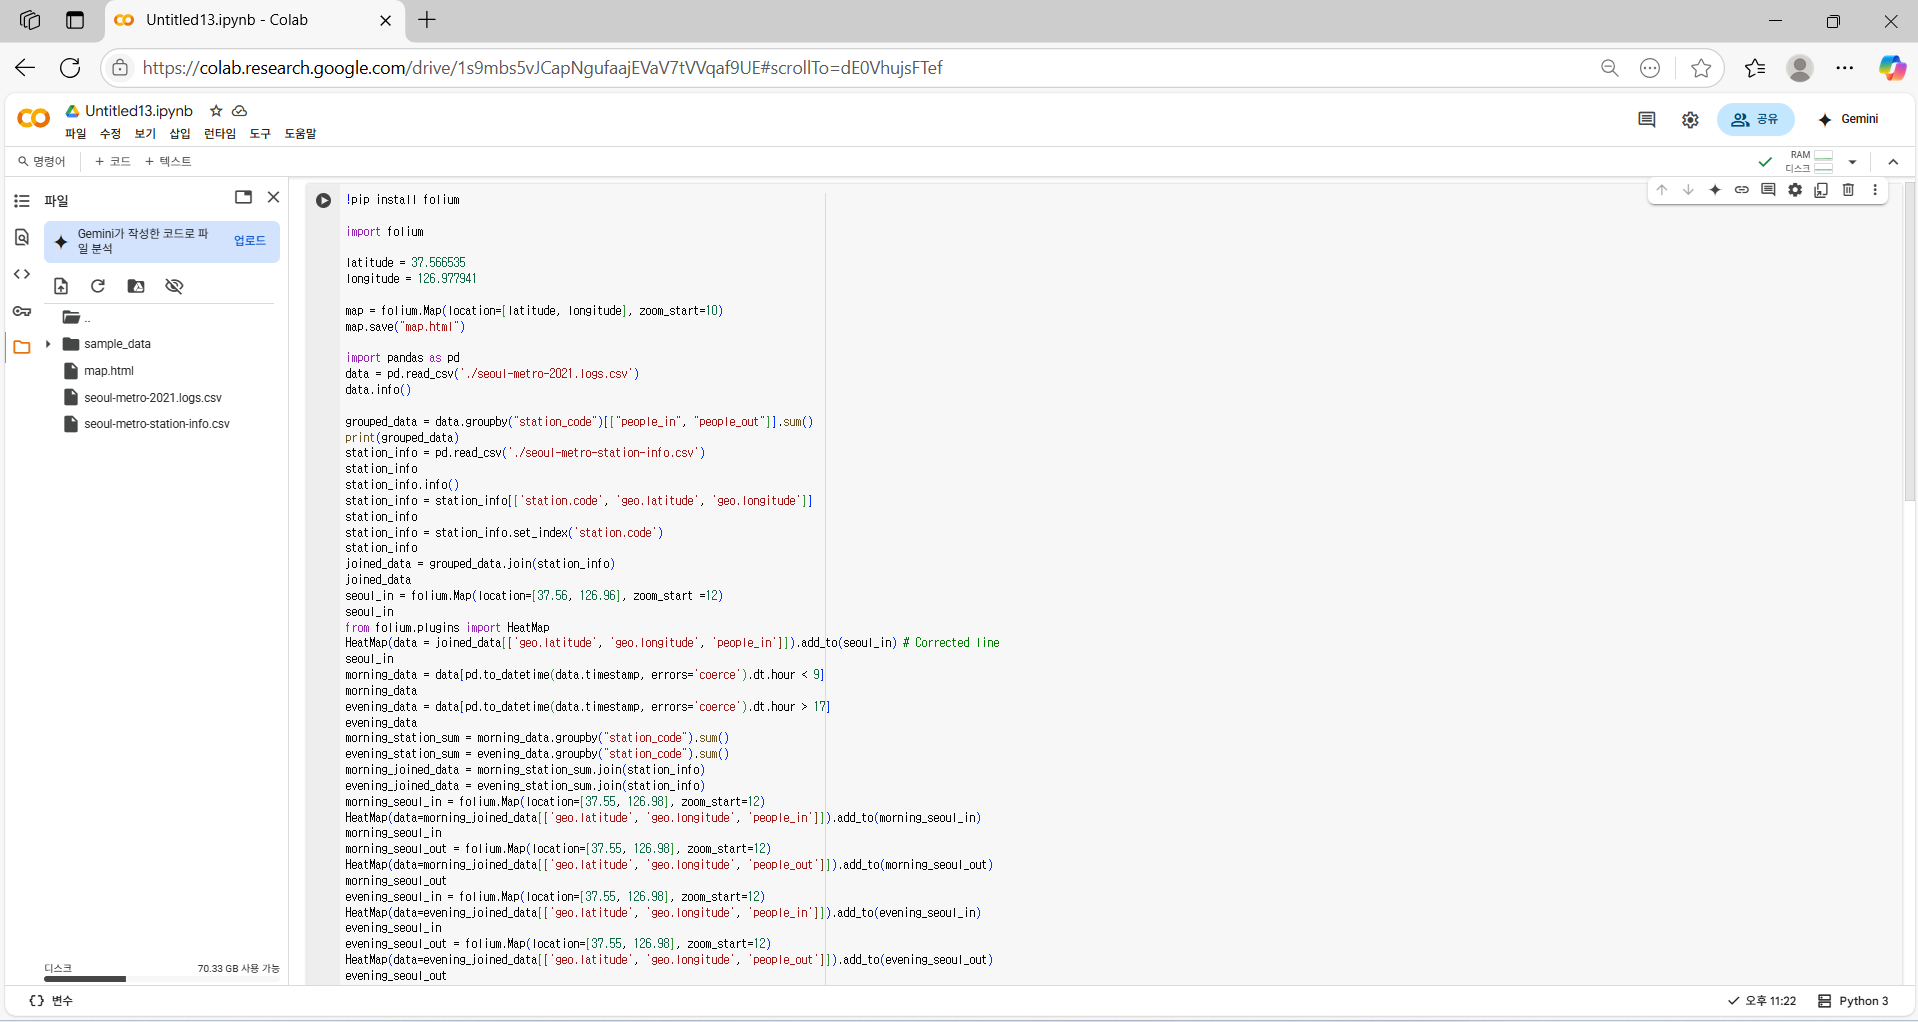 Untitled13.ipynb - Colab
https://colab.research.google.com/drive/1s9mbs5vJCapNgufaajEVaV7tVVqaf9UE#scrollTo=dE0VhujsFTef
CO Untitled13.ipynb
파일 수정 보기 삽입 런타임 도구 도움말
공유 Gemini
명령어 + 코드 + 텍스트
RAM
디스크
파일
Gemini가 작성한 코드로 파
일 분석
업로드
..
sample_data
map.html
seoul-metro-2021.logs.csv
seoul-metro-station-info.csv
디스크 70.33 GB 사용 가능
!pip install folium
import folium
latitude = 37.566535
longitude = 126.977941
map = folium.Map(location=[latitude, longitude], zoom_start=10)
map.save("map.html")
import pandas as pd
data = pd.read_csv('./seoul-metro-2021.logs.csv')
data.info()
grouped_data = data.groupby("station_code")[["people_in", "people_out"]].sum()
print(grouped_data)
station_info = pd.read_csv('./seoul-metro-station-info.csv')
station_info
station_info.info()
station_info = station_info[['station.code', 'geo.latitude', 'geo.longitude']]
station_info
station_info = station_info.set_index('station.code')
station_info
joined_data = grouped_data.join(station_info)
joined_data
seoul_in = folium.Map(location=[37.56, 126.96], zoom_start =12)
seoul_in
from folium.plugins import HeatMap
HeatMap(data = joined_data[['geo.latitude', 'geo.longitude', 'people_in']]).add_to(seoul_in) # Corrected line
seoul_in
morning_data = data[pd.to_datetime(data.timestamp, errors='coerce').dt.hour < 9]
morning_data
evening_data = data[pd.to_datetime(data.timestamp, errors='coerce').dt.hour > 17]
evening_data
morning_station_sum = morning_data.groupby("station_code").sum()
evening_station_sum = evening_data.groupby("station_code").sum()
morning_joined_data = morning_station_sum.join(station_info)
evening_joined_data = evening_station_sum.join(station_info)
morning_seoul_in = folium.Map(location=[37.55, 126.98], zoom_start=12)
HeatMap(data=morning_joined_data[['geo.latitude', 'geo.longitude', 'people_in']]).add_to(morning_seoul_in)
morning_seoul_in
morning_seoul_out = folium.Map(location=[37.55, 126.98], zoom_start=12)
HeatMap(data=morning_joined_data[['geo.latitude', 'geo.longitude', 'people_out']]).add_to(morning_seoul_out)
morning_seoul_out
evening_seoul_in = folium.Map(location=[37.55, 126.98], zoom_start=12)
HeatMap(data=evening_joined_data[['geo.latitude', 'geo.longitude', 'people_in']]).add_to(evening_seoul_in)
evening_seoul_in
evening_seoul_out = folium.Map(location=[37.55, 126.98], zoom_start=12)
HeatMap(data=evening_joined_data[['geo.latitude', 'geo.longitude', 'people_out']]).add_to(evening_seoul_out)
evening_seoul_out
{} 변수
오후 11:22 Python 3